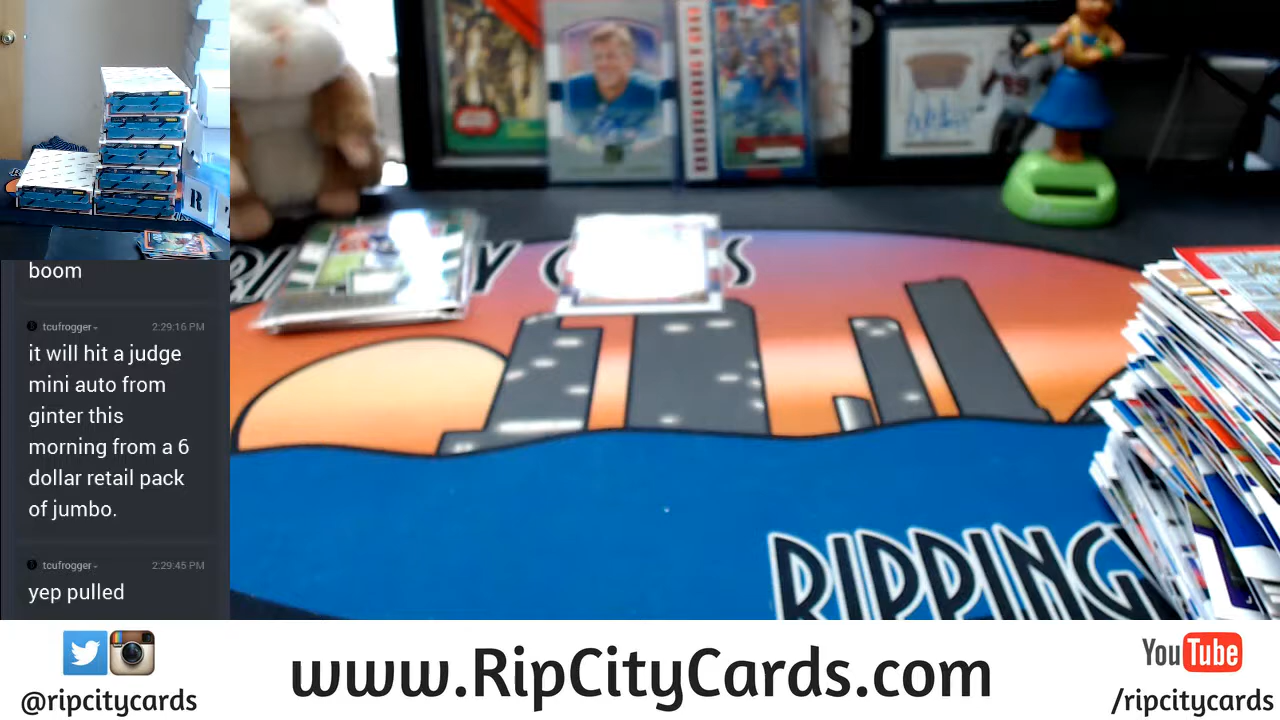 boom
tcufrogger
2:29:16 PM
it will hit a judge
mini auto from
ginter this
morning from a 6
dollar retail pack
of jumbo.
tcufrogger
2:29:45 PM
yep pulled
RIPPING
www.RipCityCards.com
@ripcitycards
YouTube
/ripcitycards